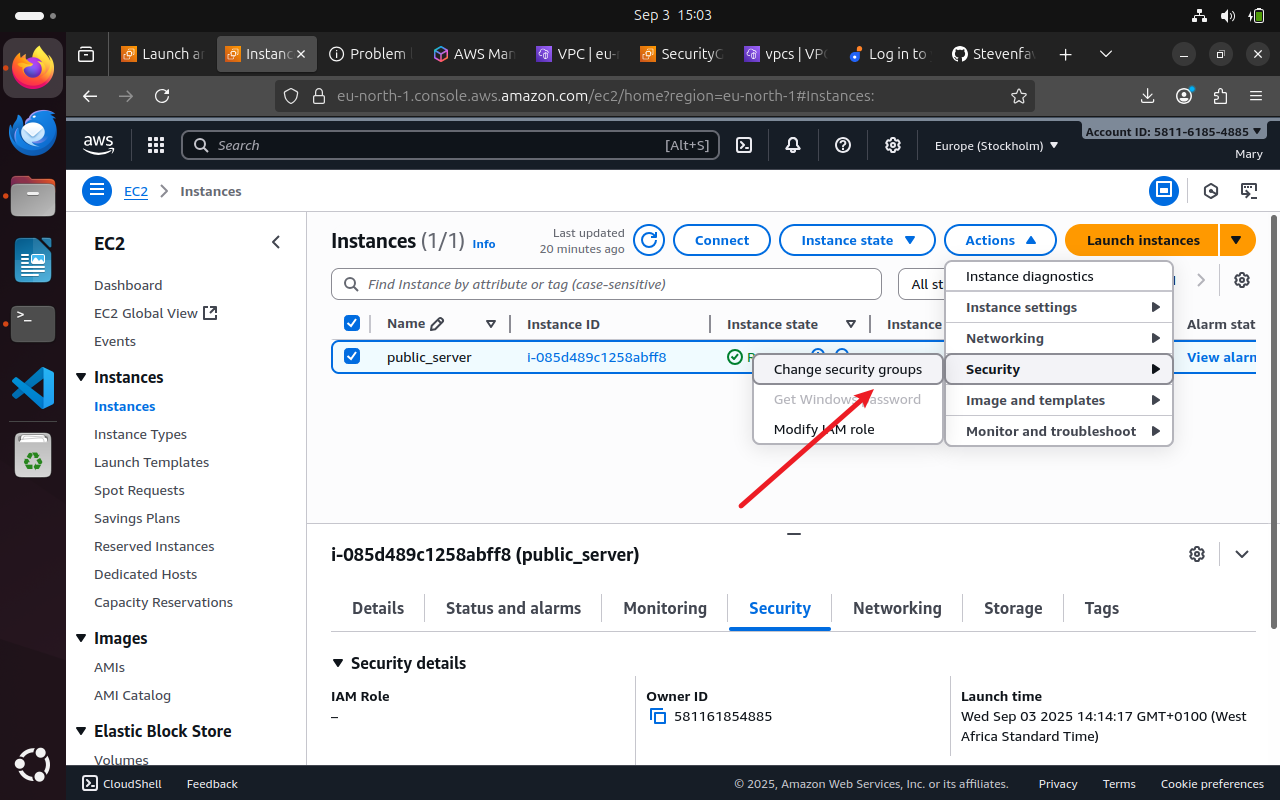 Sep 3 15:03
Launch an
Instanc
Problem
AWS Man
VPC | eu-
SecurityG
vpcs | VPC
Log in to
Stevenfav
eu-north-1.console.aws.amazon.com/ec2/home?region=eu-north-1#Instances:
aws
Search
[Alt+S]
Europe (Stockholm)
Account ID: 5811-6185-4885
Mary
EC2
Instances
EC2
Dashboard
EC2 Global View
Events
Instances
Instances
Instance Types
Launch Templates
Spot Requests
Savings Plans
Reserved Instances
Dedicated Hosts
Capacity Reservations
Images
AMIs
AMI Catalog
Elastic Block Store
Volumes
Instances (1/1) Info
Last updated
20 minutes ago
Connect
Instance state
Actions
Launch instances
Find Instance by attribute or tag (case-sensitive)
All st
Name
Instance ID
Instance state
Instance
Alarm stat
public_server
i-085d489c1258abff8
View alarm
Instance diagnostics
Instance settings
Networking
Security
Image and templates
Monitor and troubleshoot
Change security groups
Get Windows password
Modify IAM role
i-085d489c1258abff8 (public_server)
Details
Status and alarms
Monitoring
Security
Networking
Storage
Tags
Security details
IAM Role
–
Owner ID
581161854885
Launch time
Wed Sep 03 2025 14:14:17 GMT+0100 (West
Africa Standard Time)
CloudShell
Feedback
© 2025, Amazon Web Services, Inc. or its affiliates.
Privacy
Terms
Cookie preferences